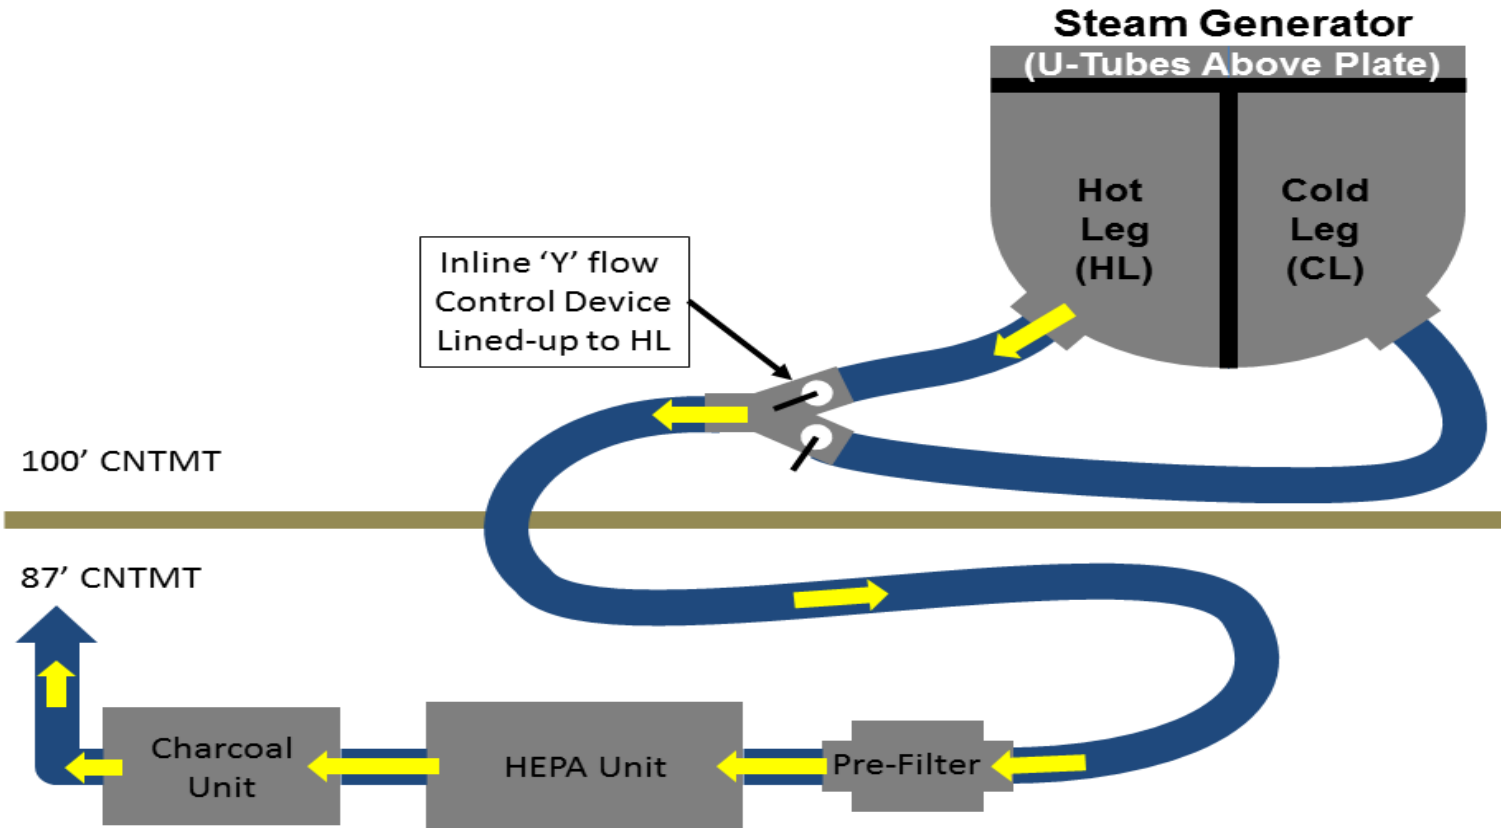 Steam Generator
(U-Tubes Above Plate)
Hot
Leg
(HL)
Cold
Leg
(CL)
Inline ‘Y’ flow
Control Device
Lined-up to HL
100’ CNTMT
87’ CNTMT
Charcoal
Unit
HEPA Unit
Pre-Filter